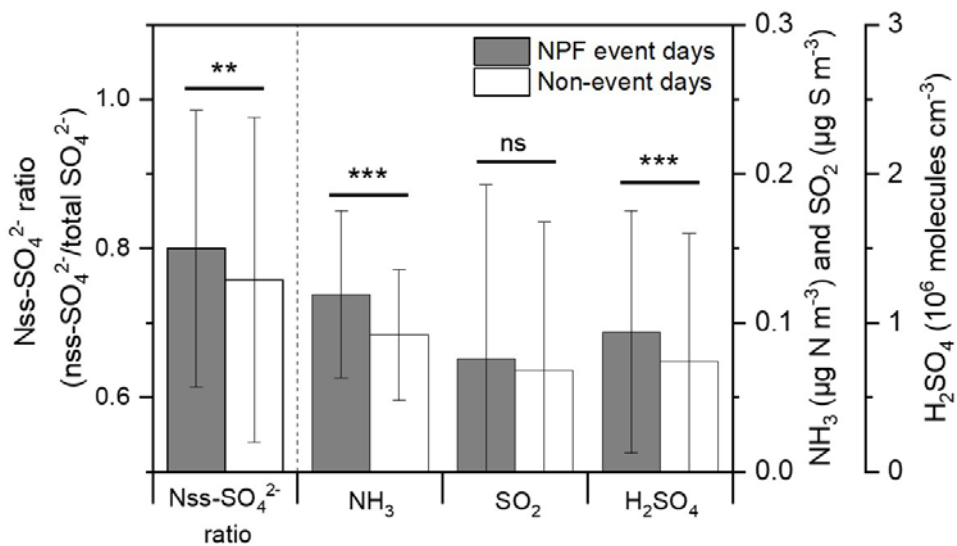 Nss-SO₄²⁻ ratio
(nss-SO₄²⁻/total SO₄²⁻)
1.0
0.8
0.6
**
***
ns
***
NPF event days
Non-event days
0.3
0.2
0.1
0.0
NH₃ (µg N m⁻³) and SO₂ (µg S m⁻³)
3
2
1
0
H₂SO₄ (10⁶ molecules cm⁻³)
Nss-SO₄²⁻
ratio
NH₃
SO₂
H₂SO₄